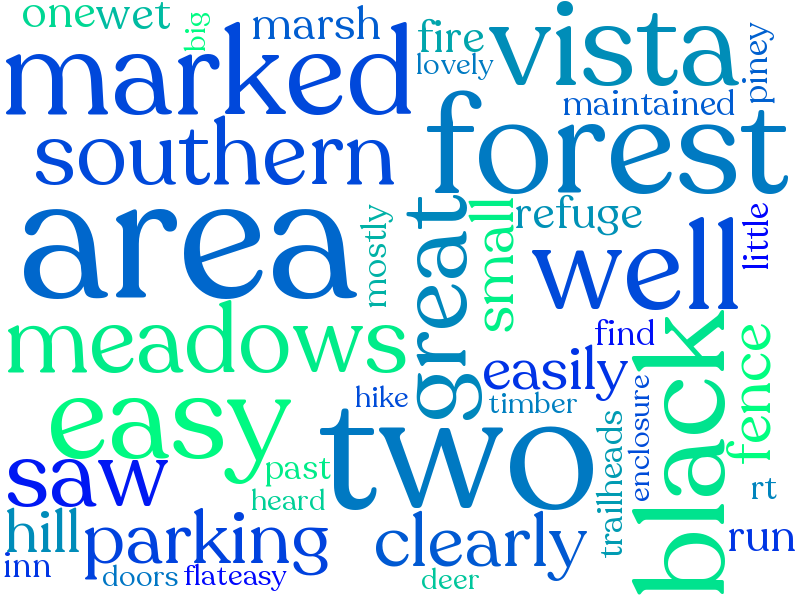 onewet
big
marsh
fire
vista
piney
marked
lovely
maintained
southern
forest
area
mostly
great
small
refuge
well
little
meadows
find
black
fence
easily
easy
hike
timber
enclosure
two
trailheads
saw
past
heard
rt
hill
parking
clearly
run
inn
doors
flateasy
deer